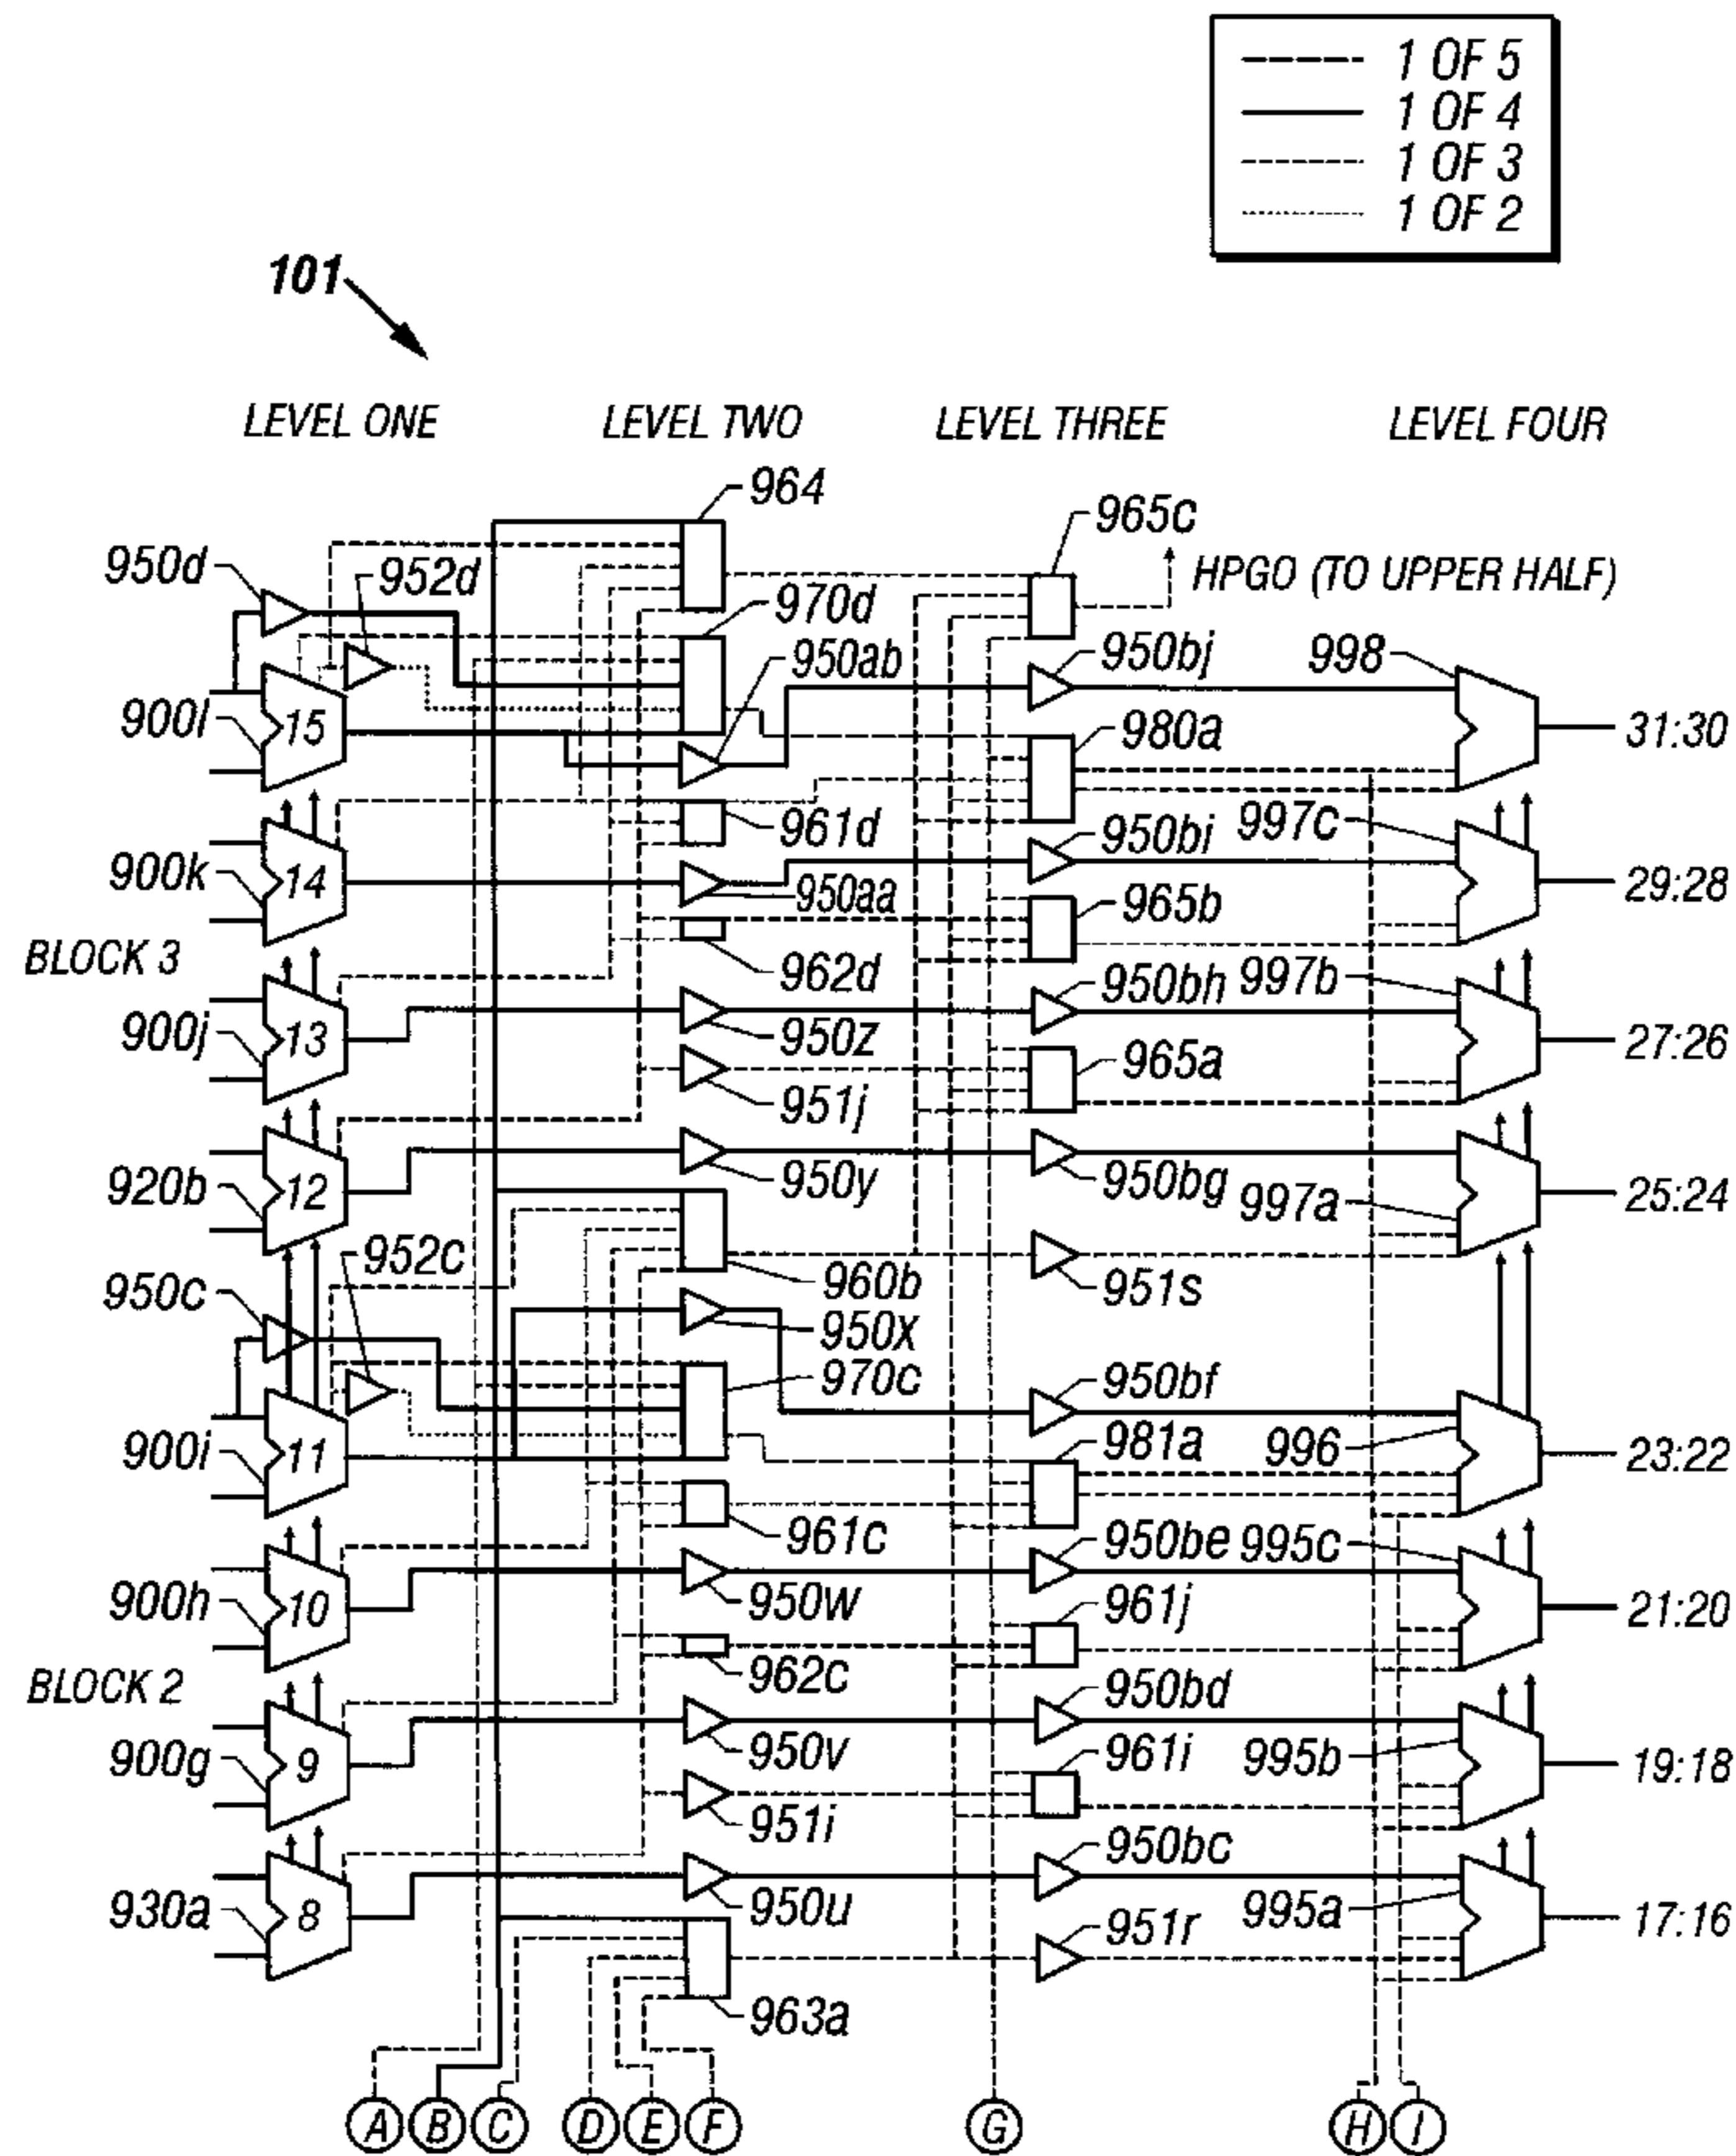 1 OF 5
1 OF 4
1 OF 3
1 OF 2
101
LEVEL ONE
LEVEL TWO
LEVEL THREE
LEVEL FOUR
964
965c
950d
952d
HPG0 (TO UPPER HALF)
970d
950ab
950bj
998
900l
15
980a
31:30
961d
950bi
997c
900k
14
950aa
965b
29:28
BLOCK 3
962d
950bh
997b
900j
13
950z
965a
27:26
951j
920b
12
950y
950bg
997a
25:24
952c
950c
960b
951s
950x
970c
950bf
900i
11
981a
996
23:22
961c
950be
995c
900h
10
950w
961j
21:20
BLOCK 2
962c
950bd
900g
9
950v
961i
995b
19:18
951i
950bc
930a
8
950u
951r
995a
17:16
963a
A
B
C
D
E
F
G
H
I